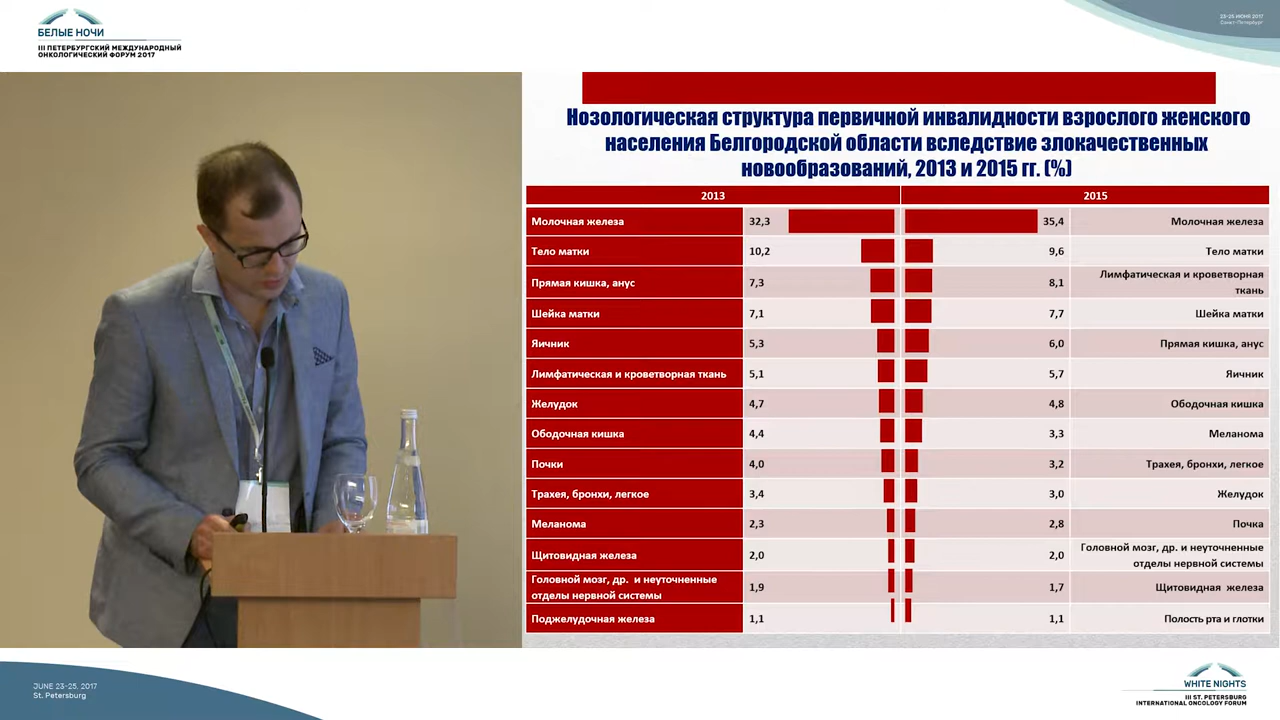 БЕЛЫЕ НОЧИ
III ПЕТЕРБУРГСКИЙ МЕЖДУНАРОДНЫЙ
ОНКОЛОГИЧЕСКИЙ ФОРУМ 2017
23-25 ИЮНЯ 2017
Санкт-Петербург
Нозологическая структура первичной инвалидности взрослого женского
населения Белгородской области вследствие злокачественных
новообразований, 2013 и 2015 гг. (%)
2013 2015
Молочная железа 32,3 35,4 Молочная железа
Тело матки 10,2 9,6 Тело матки
Прямая кишка, анус 7,3 8,1 Лимфатическая и кроветворная
ткань
Шейка матки 7,1 7,7 Шейка матки
Яичник 5,3 6,0 Прямая кишка, анус
Лимфатическая и кроветворная ткань 5,1 5,7 Яичник
Желудок 4,7 4,8 Ободочная кишка
Ободочная кишка 4,4 3,3 Меланома
Почки 4,0 3,2 Трахея, бронхи, легкое
Трахея, бронхи, легкое 3,4 3,0 Желудок
Меланома 2,3 2,8 Почка
Щитовидная железа 2,0 2,0 Головной мозг, др. и неуточненные
отделы нервной системы
Головной мозг, др. и неуточненные
отделы нервной системы 1,9 1,7 Щитовидная железа
Поджелудочная железа 1,1 1,1 Полость рта и глотки
JUNE 23-25, 2017
St. Petersburg
WHITE NIGHTS
III ST. PETERSBURG
INTERNATIONAL ONCOLOGY FORUM